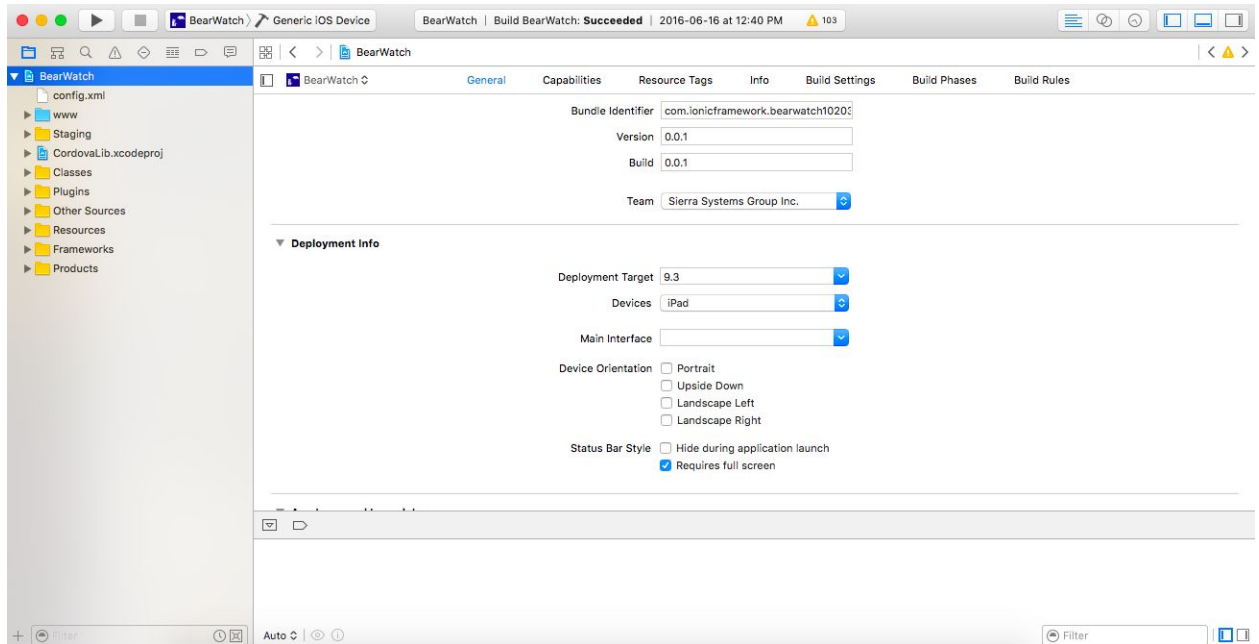 BearWatch Generic iOS Device
BearWatch | Build BearWatch: Succeeded | 2016-06-16 at 12:40 PM 103
BearWatch
BearWatch
config.xml
www
Staging
CordovaLib.xcodeproj
Classes
Plugins
Other Sources
Resources
Frameworks
Products
BearWatch
General Capabilities Resource Tags Info Build Settings Build Phases Build Rules
Bundle Identifier com.ionicframework.bearwatch10203
Version 0.0.1
Build 0.0.1
Team Sierra Systems Group Inc.
Deployment Info
Deployment Target 9.3
Devices iPad
Main Interface
Device Orientation Portrait
Upside Down
Landscape Left
Landscape Right
Status Bar Style Hide during application launch
Requires full screen
Filter
Auto
Filter